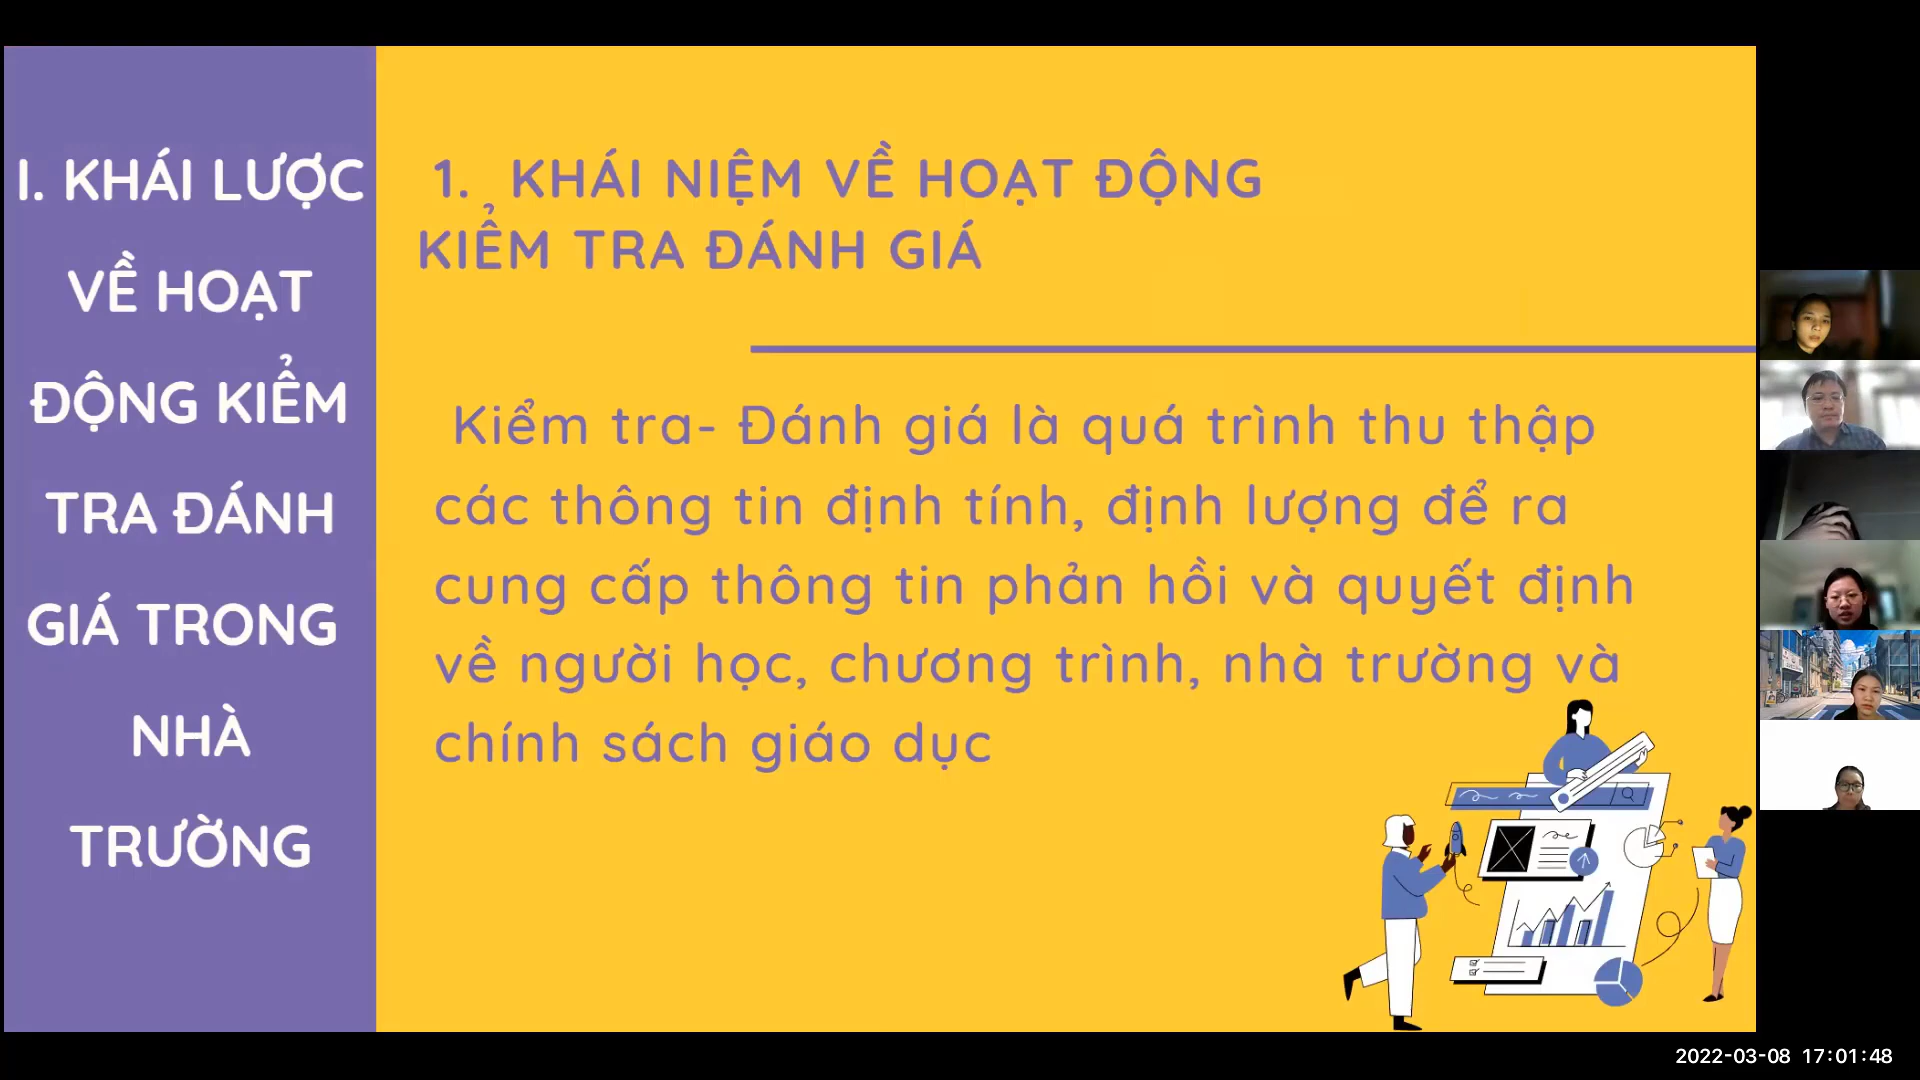 I. KHÁI LƯỢC
VỀ HOẠT
ĐỘNG KIỂM
TRA ĐÁNH
GIÁ TRONG
NHÀ
TRƯỜNG
1. KHÁI NIỆM VỀ HOẠT ĐỘNG
KIỂM TRA ĐÁNH GIÁ
Kiểm tra- Đánh giá là quá trình thu thập
các thông tin định tính, định lượng để ra
cung cấp thông tin phản hồi và quyết định
về người học, chương trình, nhà trường và
chính sách giáo dục
2022-03-08 17:01:48